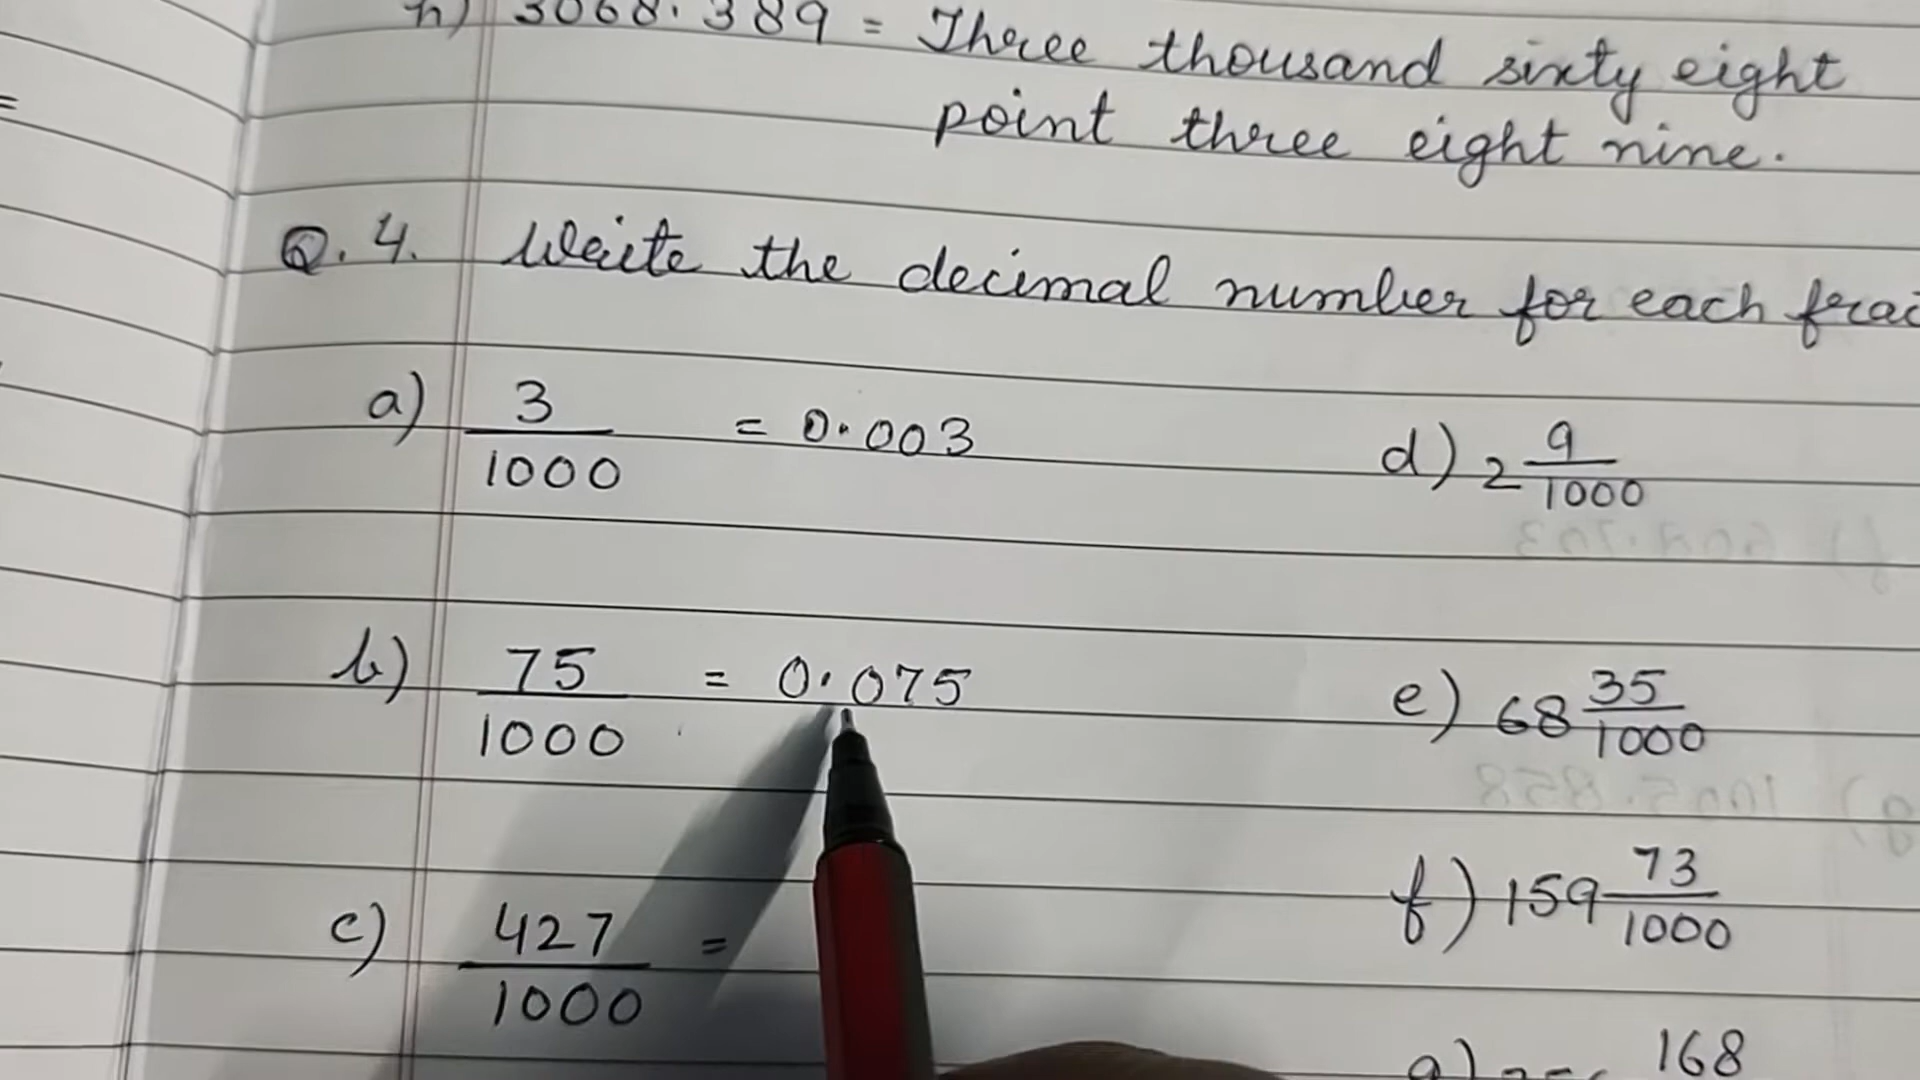 h) 3068.389 = Three thousand sixty eight
point three eight nine.
Q.4. Write the decimal number for each frac
a) 3/1000 = 0.003
d) 2 9/1000
b) 75/1000 = 0.075
e) 68 35/1000
c) 427/1000 =
f) 159 73/1000
g) 168